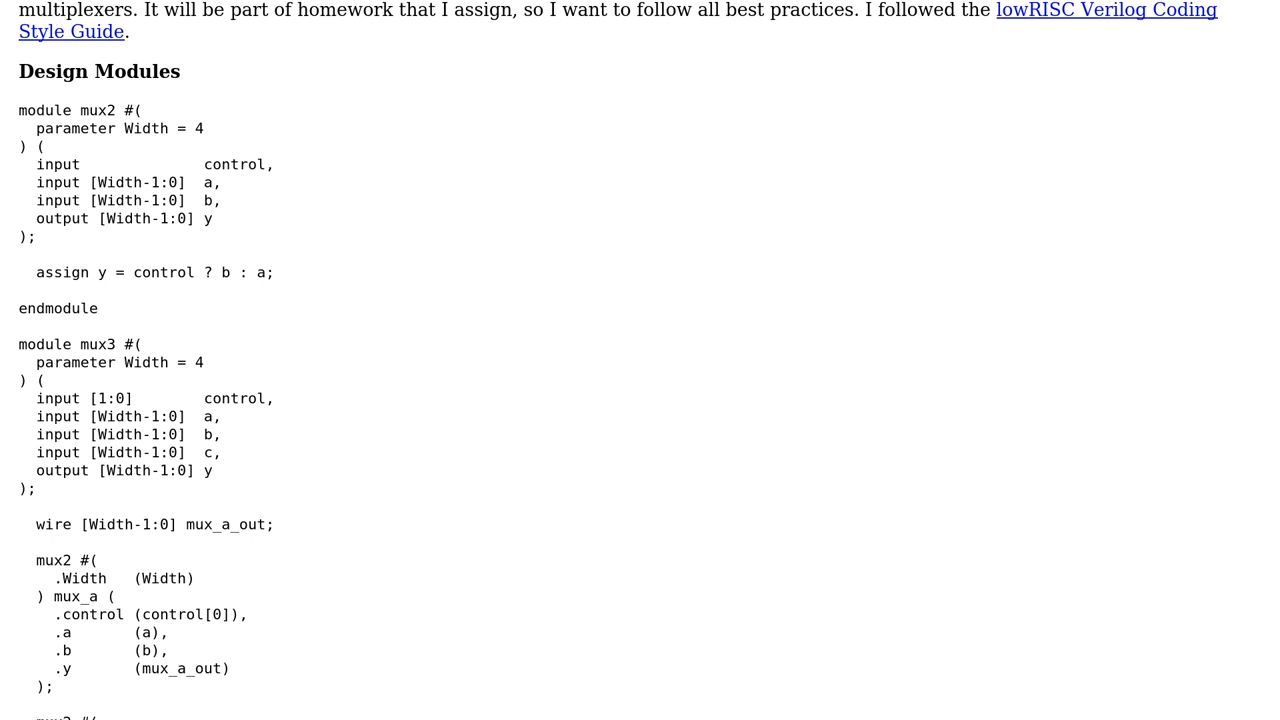 multiplexers. It will be part of homework that I assign, so I want to follow all best practices. I followed the lowRISC Verilog Coding
Style Guide.
Design Modules
module mux2 #(
  parameter Width = 4
) (
  input              control,
  input [Width-1:0]  a,
  input [Width-1:0]  b,
  output [Width-1:0] y
);
  assign y = control ? b : a;
endmodule
module mux3 #(
  parameter Width = 4
) (
  input [1:0]        control,
  input [Width-1:0]  a,
  input [Width-1:0]  b,
  input [Width-1:0]  c,
  output [Width-1:0] y
);
  wire [Width-1:0] mux_a_out;
  mux2 #(
    .Width   (Width)
  ) mux_a (
    .control (control[0]),
    .a       (a),
    .b       (b),
    .y       (mux_a_out)
  );
  mux2 #(